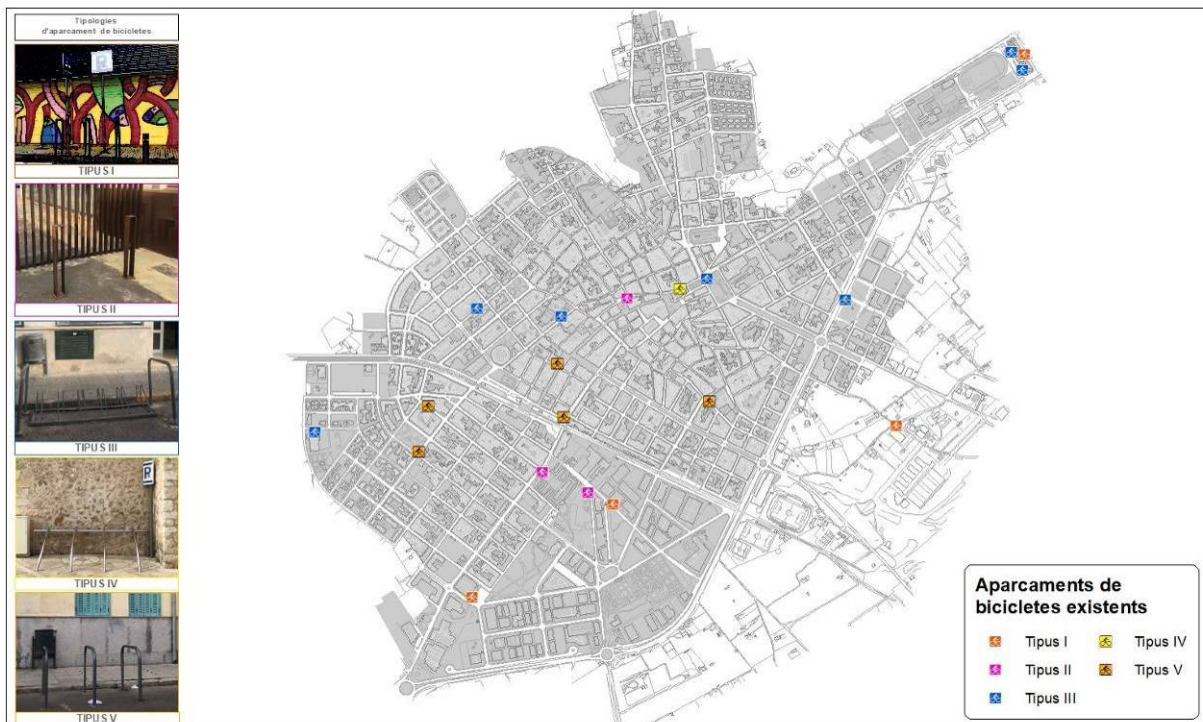 Tipologies
d'aparcament de bicicletes
TIPUS I
TIPUS II
TIPUS III
TIPUS IV
TIPUS V
Aparcaments de
bicicletes existents
Tipus I
Tipus IV
Tipus II
Tipus V
Tipus III